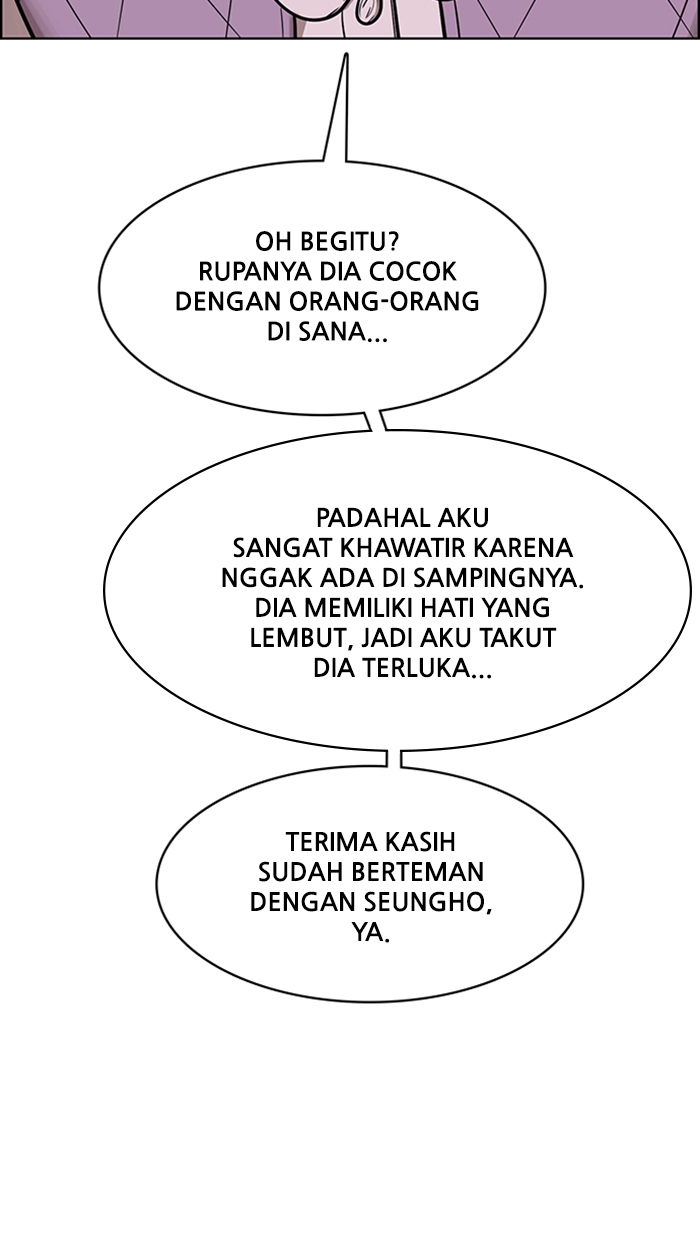 OH BEGITU?
RUPANYA DIA COCOK
DENGAN ORANG-ORANG
DI SANA...
PADAHAL AKU
SANGAT KHAWATIR KARENA
NGGAK ADA DI SAMPINGNYA.
DIA MEMILIKI HATI YANG
LEMBUT, JADI AKU TAKUT
DIA TERLUKA...
TERIMA KASIH
SUDAH BERTEMAN
DENGAN SEUNGHO,
YA.